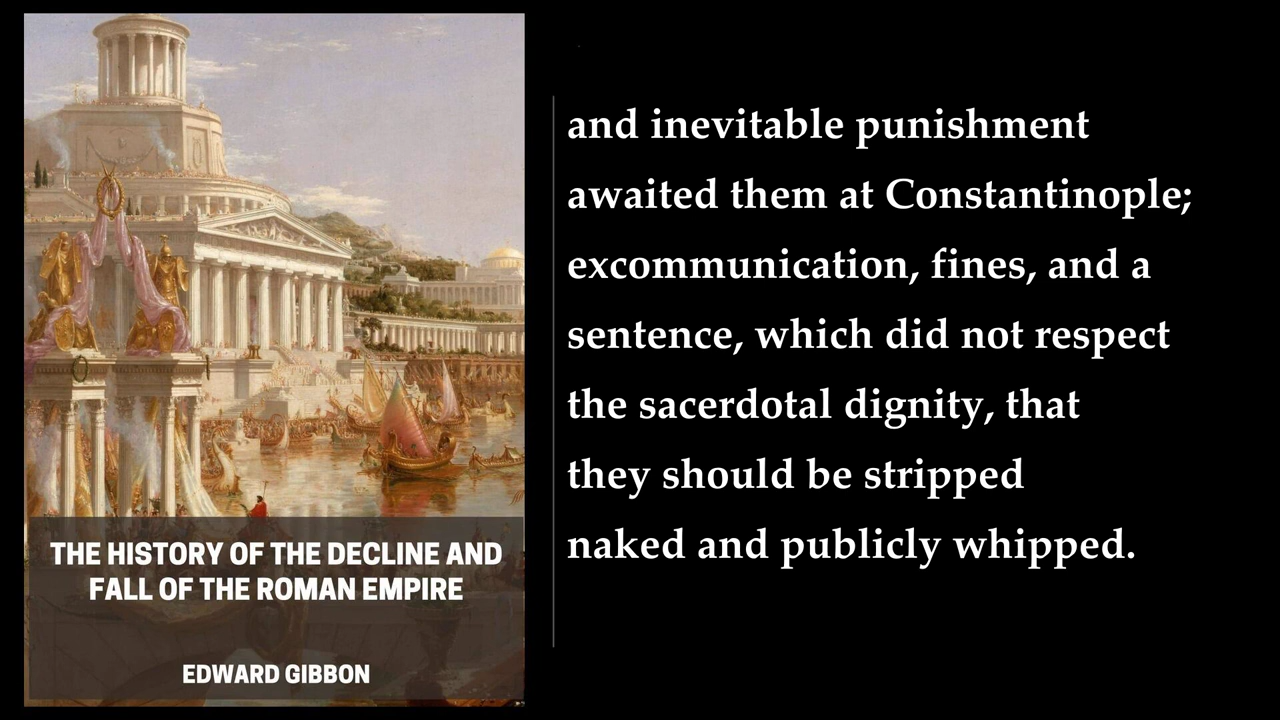 THE HISTORY OF THE DECLINE AND
FALL OF THE ROMAN EMPIRE
EDWARD GIBBON
and inevitable punishment
awaited them at Constantinople;
excommunication, fines, and a
sentence, which did not respect
the sacerdotal dignity, that
they should be stripped
naked and publicly whipped.